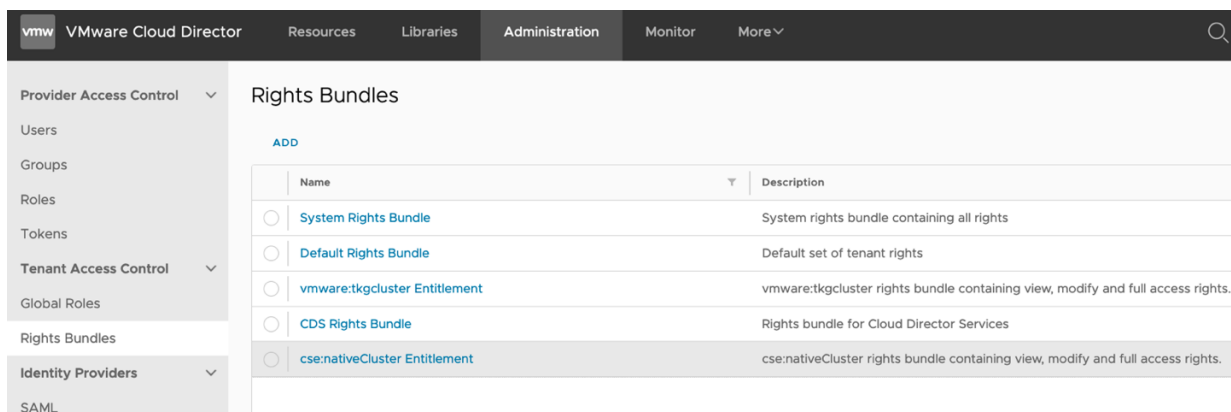 vmw VMware Cloud Director Resources Libraries Administration Monitor More
Provider Access Control
Users
Groups
Roles
Tokens
Tenant Access Control
Global Roles
Rights Bundles
Identity Providers
SAML
Rights Bundles
ADD
Name Description
System Rights Bundle System rights bundle containing all rights
Default Rights Bundle Default set of tenant rights
vmware:tkgcluster Entitlement vmware:tkgcluster rights bundle containing view, modify and full access rights.
CDS Rights Bundle Rights bundle for Cloud Director Services
cse:nativeCluster Entitlement cse:nativeCluster rights bundle containing view, modify and full access rights.